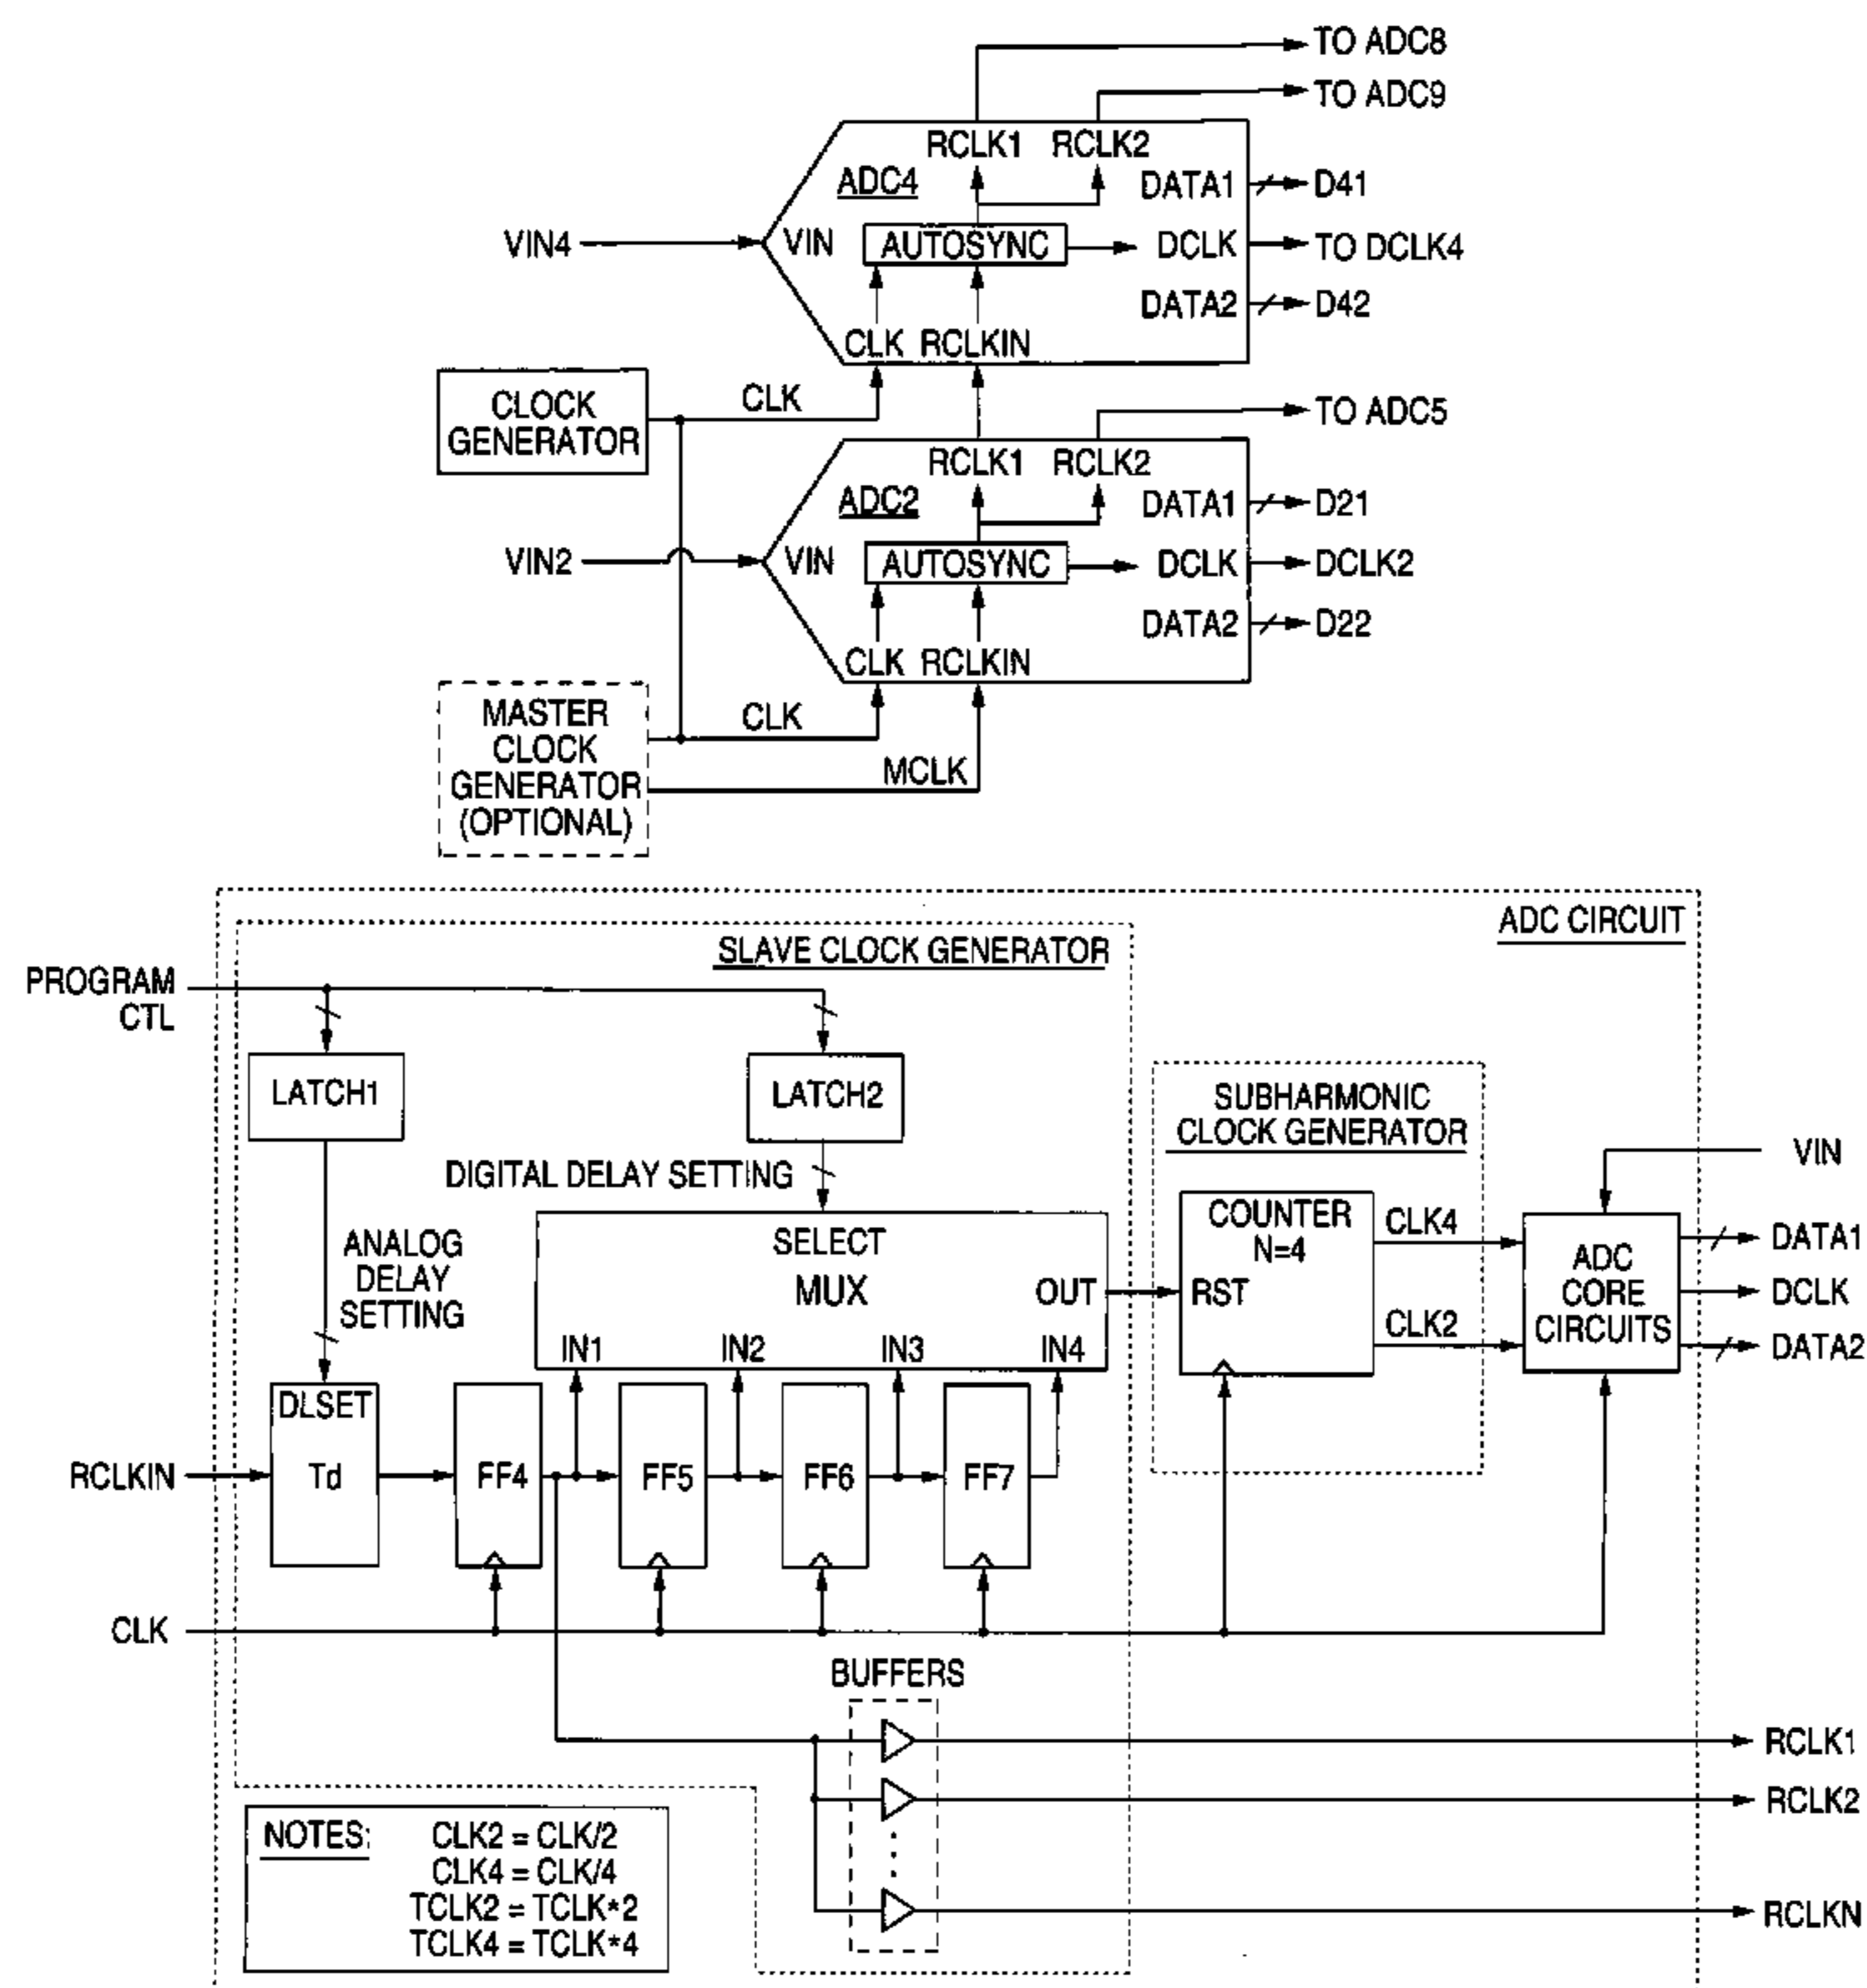 TO ADC8
TO ADC9
RCLK1 RCLK2
ADC4
DATA1
D41
VIN4
VIN
AUTOSYNC
DCLK
TO DCLK4
DATA2
D42
CLK RCLKIN
CLOCK
GENERATOR
CLK
TO ADC5
RCLK1 RCLK2
ADC2
DATA1
D21
VIN2
VIN
AUTOSYNC
DCLK
DCLK2
DATA2
D22
CLK RCLKIN
MASTER
CLOCK
GENERATOR
(OPTIONAL)
CLK
MCLK
ADC CIRCUIT
SLAVE CLOCK GENERATOR
PROGRAM
CTL
LATCH1
LATCH2
SUBHARMONIC
CLOCK GENERATOR
DIGITAL DELAY SETTING
VIN
ANALOG
DELAY
SETTING
SELECT
MUX
OUT
IN1
IN2
IN3
IN4
COUNTER
N=4
RST
CLK4
CLK2
ADC
CORE
CIRCUITS
DATA1
DCLK
DATA2
DLSET
Td
RCLKIN
FF4
FF5
FF6
FF7
CLK
BUFFERS
RCLK1
RCLK2
RCLKN
NOTES:
CLK2 = CLK/2
CLK4 = CLK/4
TCLK2 = TCLK*2
TCLK4 = TCLK*4